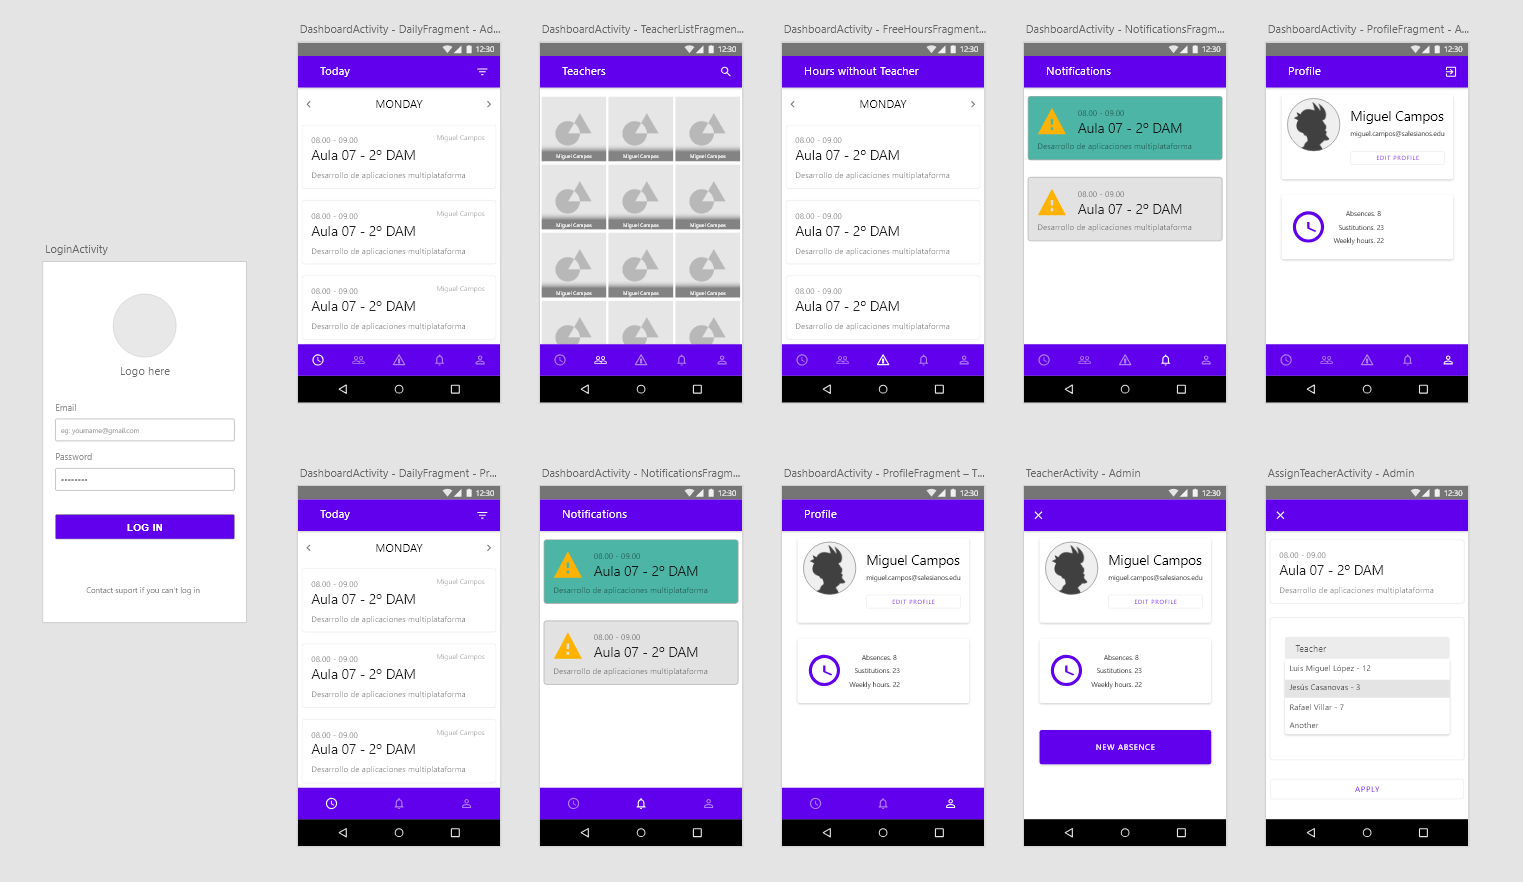 DashboardActivity - DailyFragment - Ad...
12:30
Today
MONDAY
08.00 - 09.00
Miguel Campos
Aula 07 - 2º DAM
Desarrollo de aplicaciones multiplataforma
08.00 - 09.00
Miguel Campos
Aula 07 - 2º DAM
Desarrollo de aplicaciones multiplataforma
08.00 - 09.00
Miguel Campos
Aula 07 - 2º DAM
Desarrollo de aplicaciones multiplataforma
DashboardActivity - TeacherListFragmen...
12:30
Teachers
Miguel Campos
Miguel Campos
Miguel Campos
Miguel Campos
Miguel Campos
Miguel Campos
Miguel Campos
Miguel Campos
Miguel Campos
DashboardActivity - FreeHoursFragment...
12:30
Hours without Teacher
MONDAY
08.00 - 09.00
Aula 07 - 2º DAM
Desarrollo de aplicaciones multiplataforma
08.00 - 09.00
Aula 07 - 2º DAM
Desarrollo de aplicaciones multiplataforma
08.00 - 09.00
Aula 07 - 2º DAM
Desarrollo de aplicaciones multiplataforma
DashboardActivity - NotificationsFragm...
12:30
Notifications
08.00 - 09.00
Aula 07 - 2º DAM
Desarrollo de aplicaciones multiplataforma
08.00 - 09.00
Aula 07 - 2º DAM
Desarrollo de aplicaciones multiplataforma
DashboardActivity - ProfileFragment - A...
12:30
Profile
Miguel Campos
miguel.campos@salesianos.edu
EDIT PROFILE
Absences. 8
Sustitutions. 23
Weekly hours. 22
LoginActivity
Logo here
Email
eg: yourname@gmail.com
Password
--------
LOG IN
Contact suport if you can't log in
DashboardActivity - DailyFragment - Pr...
12:30
Today
MONDAY
08.00 - 09.00
Miguel Campos
Aula 07 - 2º DAM
Desarrollo de aplicaciones multiplataforma
08.00 - 09.00
Miguel Campos
Aula 07 - 2º DAM
Desarrollo de aplicaciones multiplataforma
08.00 - 09.00
Miguel Campos
Aula 07 - 2º DAM
Desarrollo de aplicaciones multiplataforma
DashboardActivity - NotificationsFragm...
12:30
Notifications
08.00 - 09.00
Aula 07 - 2º DAM
Desarrollo de aplicaciones multiplataforma
08.00 - 09.00
Aula 07 - 2º DAM
Desarrollo de aplicaciones multiplataforma
DashboardActivity - ProfileFragment – T...
12:30
Profile
Miguel Campos
miguel.campos@salesianos.edu
EDIT PROFILE
Absences. 8
Sustitutions. 23
Weekly hours. 22
TeacherActivity - Admin
12:30
Miguel Campos
miguel.campos@salesianos.edu
EDIT PROFILE
Absences. 8
Sustitutions. 23
Weekly hours. 22
NEW ABSENCE
AssignTeacherActivity - Admin
12:30
08.00 - 09.00
Aula 07 - 2º DAM
Desarrollo de aplicaciones multiplataforma
Teacher
Luis Miguel López - 12
Jesús Casanovas - 3
Rafael Villar - 7
Another
APPLY